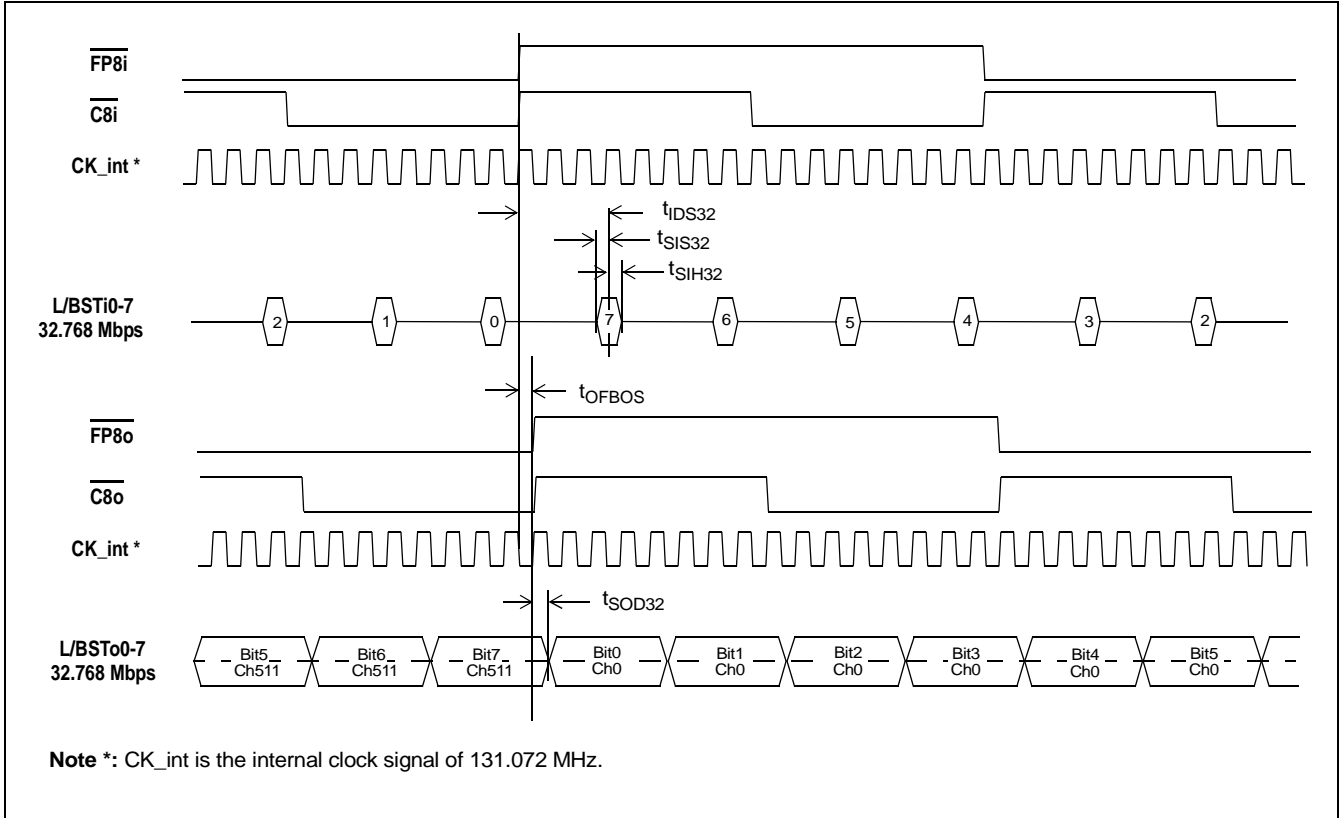 FP8i
C8i
CK_int *
tIDS32
tSIS32
tSIH32
L/BSTi0-7
32.768 Mbps
2 1 0 7 6 5 4 3 2
tOFBOS
FP8o
C8o
CK_int *
tSOD32
L/BSTo0-7
32.768 Mbps
Bit5 Bit6 Bit7 Bit0 Bit1 Bit2 Bit3 Bit4 Bit5
Ch511 Ch511 Ch511 Ch0 Ch0 Ch0 Ch0 Ch0 Ch0
Note *: CK_int is the internal clock signal of 131.072 MHz.